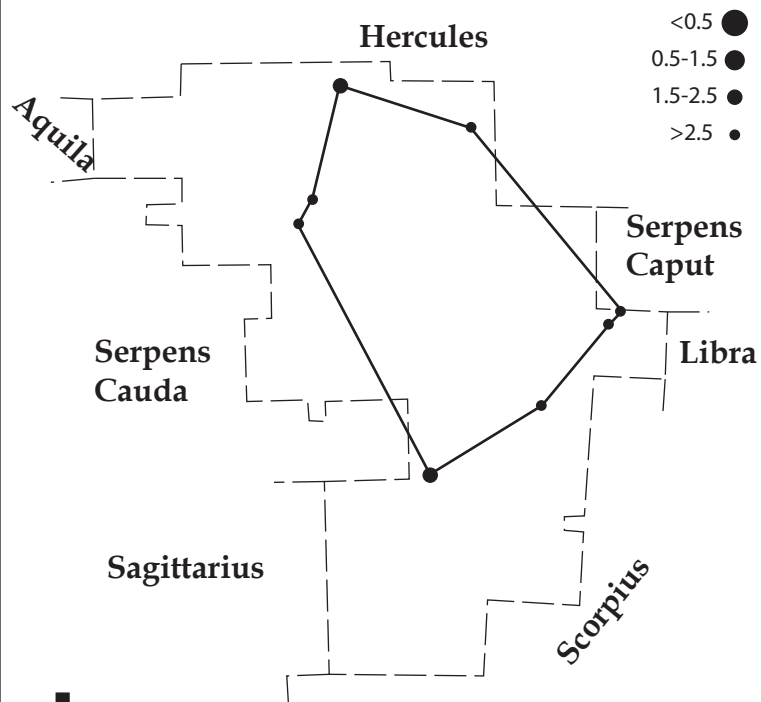 Hercules
<0.5
0.5-1.5
1.5-2.5
>2.5
Aquila
Serpens
Caput
Libra
Serpens
Cauda
Sagittarius
Scorpius